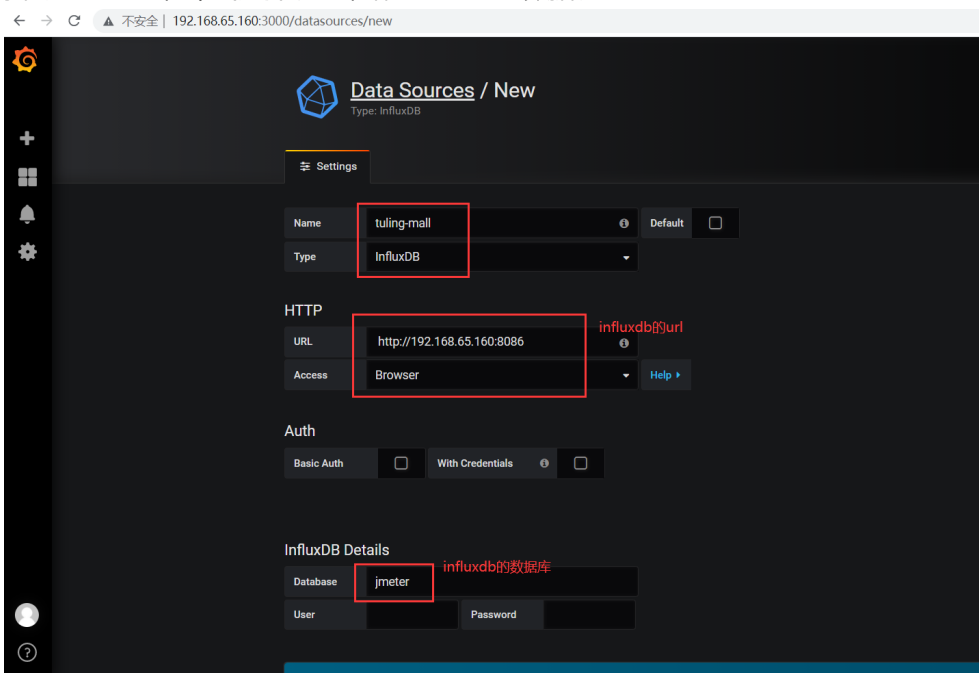 不安全 | 192.168.65.160:3000/datasources/new
Data Sources / New
Type: InfluxDB
Settings
Name tuling-mall Default
Type InfluxDB
HTTP
influxdb的url
URL http://192.168.65.160:8086
Access Browser Help
Auth
Basic Auth With Credentials
InfluxDB Details
influxdb的数据库
Database jmeter
User Password